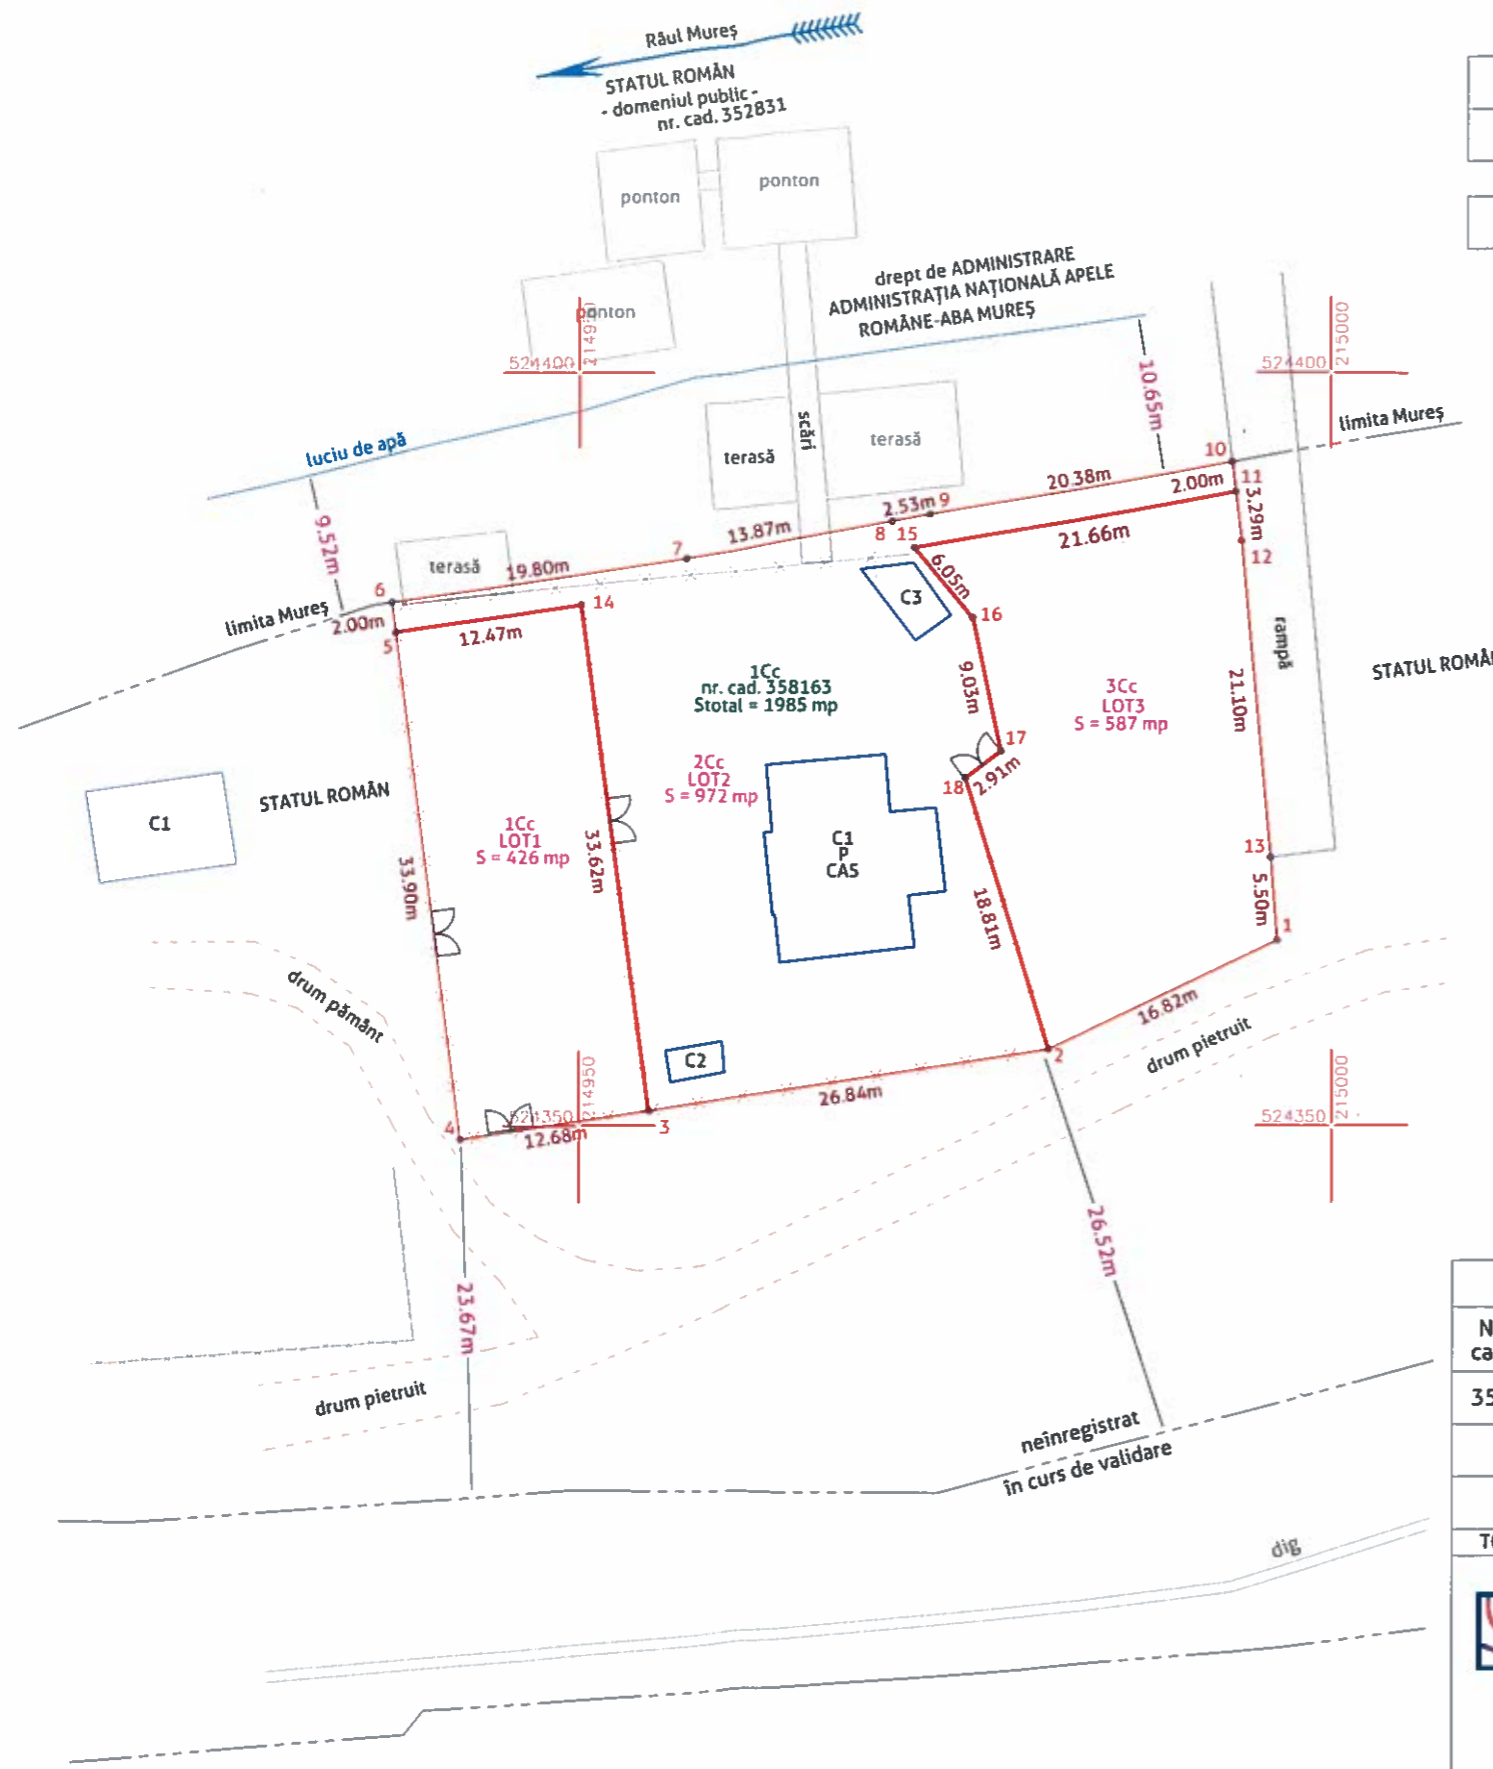 Râul Mureș
STATUL ROMÂN
- domeniul public -
nr. cad. 352831
ponton
ponton
ponton
drept de ADMINISTRARE
ADMINISTRAȚIA NAȚIONALĂ APELE
ROMÂNE-ABA MUREȘ
524400
214950
524400
215000
10.65m
limita Mureș
luciu de apă
scări
terasă
terasă
10
20.38m
2.00m
11
3.29m
9.52m
2.53m
9
8
15
13.87m
7
21.66m
12
terasă
19.80m
6
limita Mureș
2.00m
5
12.47m
14
6.05m
C3
16
rampă
1Cc
nr. cad. 358163
Stotal = 1985 mp
9.03m
3Cc
LOT3
S = 587 mp
21.10m
STATUL ROMÂN
17
2.91m
18
2Cc
LOT2
S = 972 mp
STATUL ROMÂN
C1
1Cc
LOT1
S = 426 mp
33.62m
C1
P
CA5
13
33.90m
18.81m
5.50m
1
drum pământ
16.82m
drum pietruit
C2
2
26.84m
524350
214950
524350
215000
4
12.68m
3
26.52m
23.67m
drum pietruit
neînregistrat
în curs de validare
dig
N
ca
35